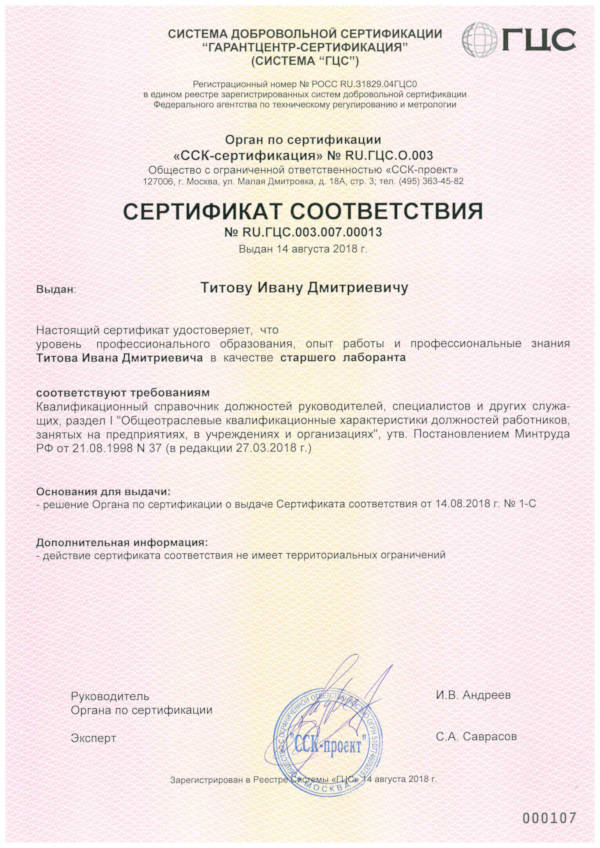 СИСТЕМА ДОБРОВОЛЬНОЙ СЕРТИФИКАЦИИ
“ГАРАНТЦЕНТР-СЕРТИФИКАЦИЯ”
(СИСТЕМА “ГЦС”)
ГЦС
Регистрационный номер № РОСС RU.31829.04ГЦС0
в едином реестре зарегистрированных систем добровольной сертификации
Федерального агентства по техническому регулированию и метрологии
Орган по сертификации
«ССК-сертификация» № RU.ГЦС.О.003
Общество с ограниченной ответственностью «ССК-проект»
127006, г. Москва, ул. Малая Дмитровка, д. 18А, стр. 3; тел. (495) 363-45-82
СЕРТИФИКАТ СООТВЕТСТВИЯ
№ RU.ГЦС.003.007.00013
Выдан 14 августа 2018 г.
Выдан: Титову Ивану Дмитриевичу
Настоящий сертификат удостоверяет, что
уровень профессионального образования, опыт работы и профессиональные знания
Титова Ивана Дмитриевича в качестве старшего лаборанта
соответствуют требованиям
Квалификационный справочник должностей руководителей, специалистов и других служа-
щих, раздел I "Общеотраслевые квалификационные характеристики должностей работников,
занятых на предприятиях, в учреждениях и организациях", утв. Постановлением Минтруда
РФ от 21.08.1998 N 37 (в редакции 27.03.2018 г.)
Основания для выдачи:
- решение Органа по сертификации о выдаче Сертификата соответствия от 14.08.2018 г. № 1-С
Дополнительная информация:
- действие сертификата соответствия не имеет территориальных ограничений
Руководитель
Органа по сертификации
И.В. Андреев
Эксперт
С.А. Саврасов
"ССК-проект"
МОСКВА
Зарегистрирован в Реестре Системы «ГЦС» 14 августа 2018 г.
000107